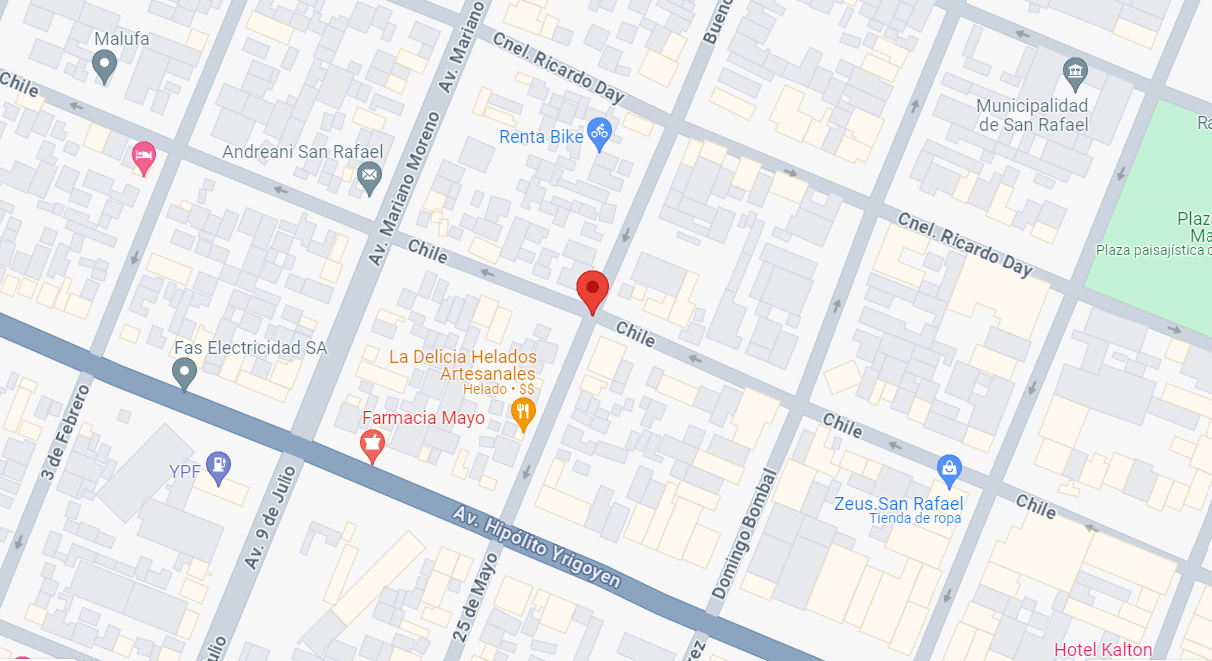 Malufa
Av. Mariano
Cnel. Ricardo Day
Municipalidad
de San Rafael
Chile
Renta Bike
Andreani San Rafael
Av. Mariano Moreno
Cnel. Ricardo Day
Chile
Chile
Fas Electricidad SA
La Delicia Helados
Artesanales
Helado • $$
Farmacia Mayo
Chile
3 de Febrero
YPF
Av. 9 de Julio
Zeus.San Rafael
Tienda de ropa
Chile
Av. Hipólito Yrigoyen
Domingo Bombal
25 de Mayo
Hotel Kalton
Plaza paisajística